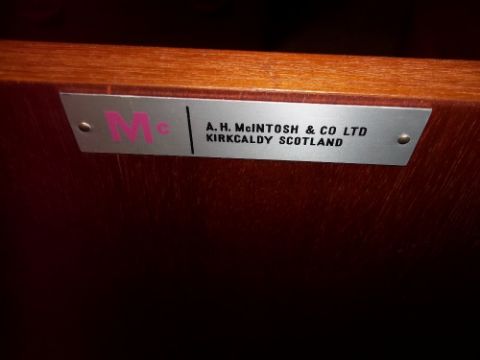 Mc
A. H. McINTOSH & CO LTD
KIRKCALDY SCOTLAND